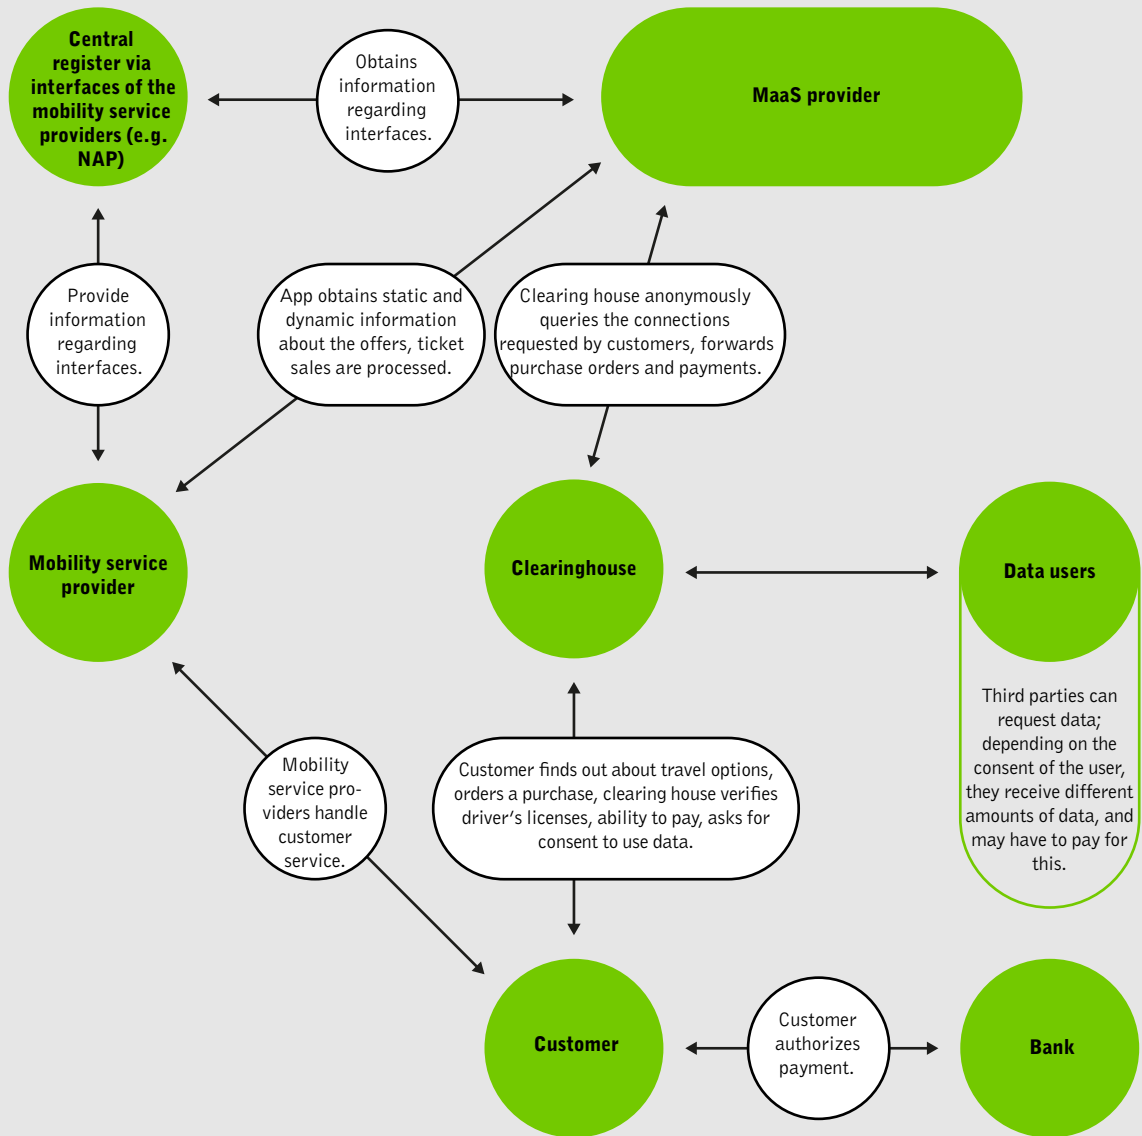 Central
register via
interfaces of the
mobility service
providers (e.g.
NAP)
Obtains
information
regarding
interfaces.
MaaS provider
Provide
information
regarding
interfaces.
App obtains static and
dynamic information
about the offers, ticket
sales are processed.
Clearing house anonymously
queries the connections
requested by customers, forwards
purchase orders and payments.
Mobility service
provider
Clearinghouse
Data users
Third parties can
request data;
depending on the
consent of the user,
they receive different
amounts of data, and
may have to pay for
this.
Mobility
service pro-
viders handle
customer
service.
Customer finds out about travel options,
orders a purchase, clearing house verifies
driver’s licenses, ability to pay, asks for
consent to use data.
Customer
Customer
authorizes
payment.
Bank